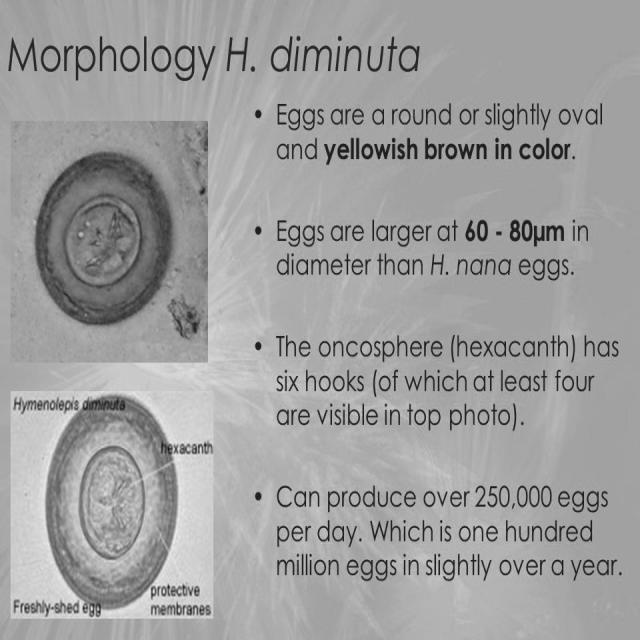 Morphology H. diminuta
• Eggs are a round or slightly oval
and yellowish brown in color.
• Eggs are larger at 60 - 80µm in
diameter than H. nana eggs.
• The oncosphere (hexacanth) has
six hooks (of which at least four
are visible in top photo).
• Can produce over 250,000 eggs
per day. Which is one hundred
million eggs in slightly over a year.
Hymenolepis diminuta
hexacanth
protective
membranes
Freshly-shed egg